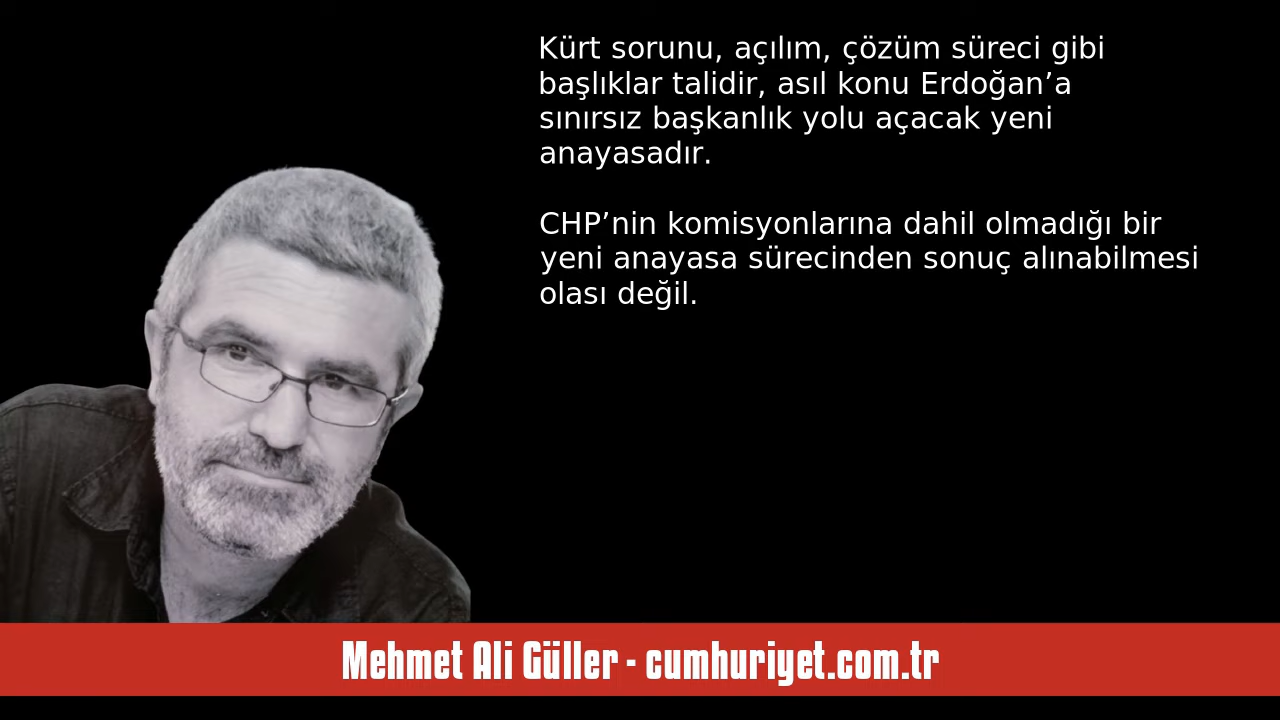 Kürt sorunu, açılım, çözüm süreci gibi
başlıklar talidir, asıl konu Erdoğan’a
sınırsız başkanlık yolu açacak yeni
anayasadır.
CHP’nin komisyonlarına dahil olmadığı bir
yeni anayasa sürecinden sonuç alınabilmesi
olası değil.
Mehmet Ali Güller - cumhuriyet.com.tr